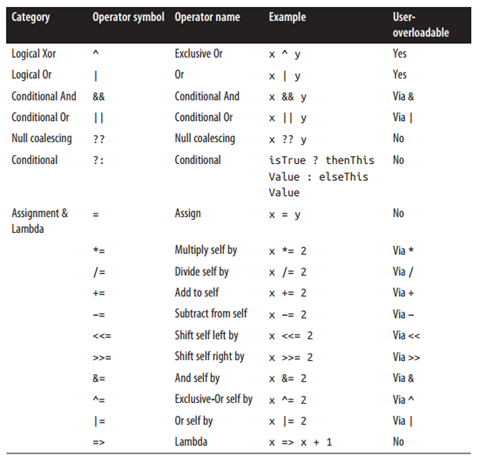 Category Operator symbol Operator name Example User-
overloadable
Logical Xor ^ Exclusive Or x ^ y Yes
Logical Or | Or x | y Yes
Conditional And && Conditional And x && y Via &
Conditional Or || Conditional Or x || y Via |
Null coalescing ?? Null coalescing x ?? y No
Conditional ?: Conditional isTrue ? thenThis No
Value : elseThis
Value
Assignment & = Assign x = y No
Lambda
*= Multiply self by x *= 2 Via *
/= Divide self by x /= 2 Via /
+= Add to self x += 2 Via +
-= Subtract from self x -= 2 Via –
<<= Shift self left by x <<= 2 Via <<
>>= Shift self right by x >>= 2 Via >>
&= And self by x &= 2 Via &
^= Exclusive-Or self by x ^= 2 Via ^
|= Or self by x |= 2 Via |
=> Lambda x => x + 1 No